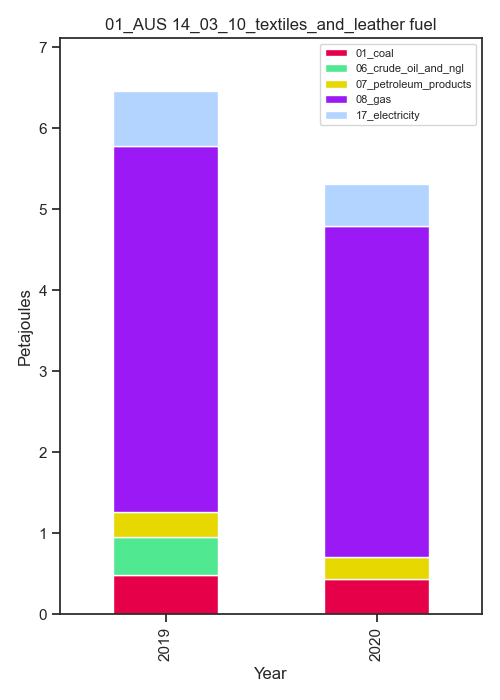 01_AUS 14_03_10_textiles_and_leather fuel
01_coal
06_crude_oil_and_ngl
07_petroleum_products
08_gas
17_electricity
7
6
5
4
3
2
1
0
Petajoules
2019
2020
Year